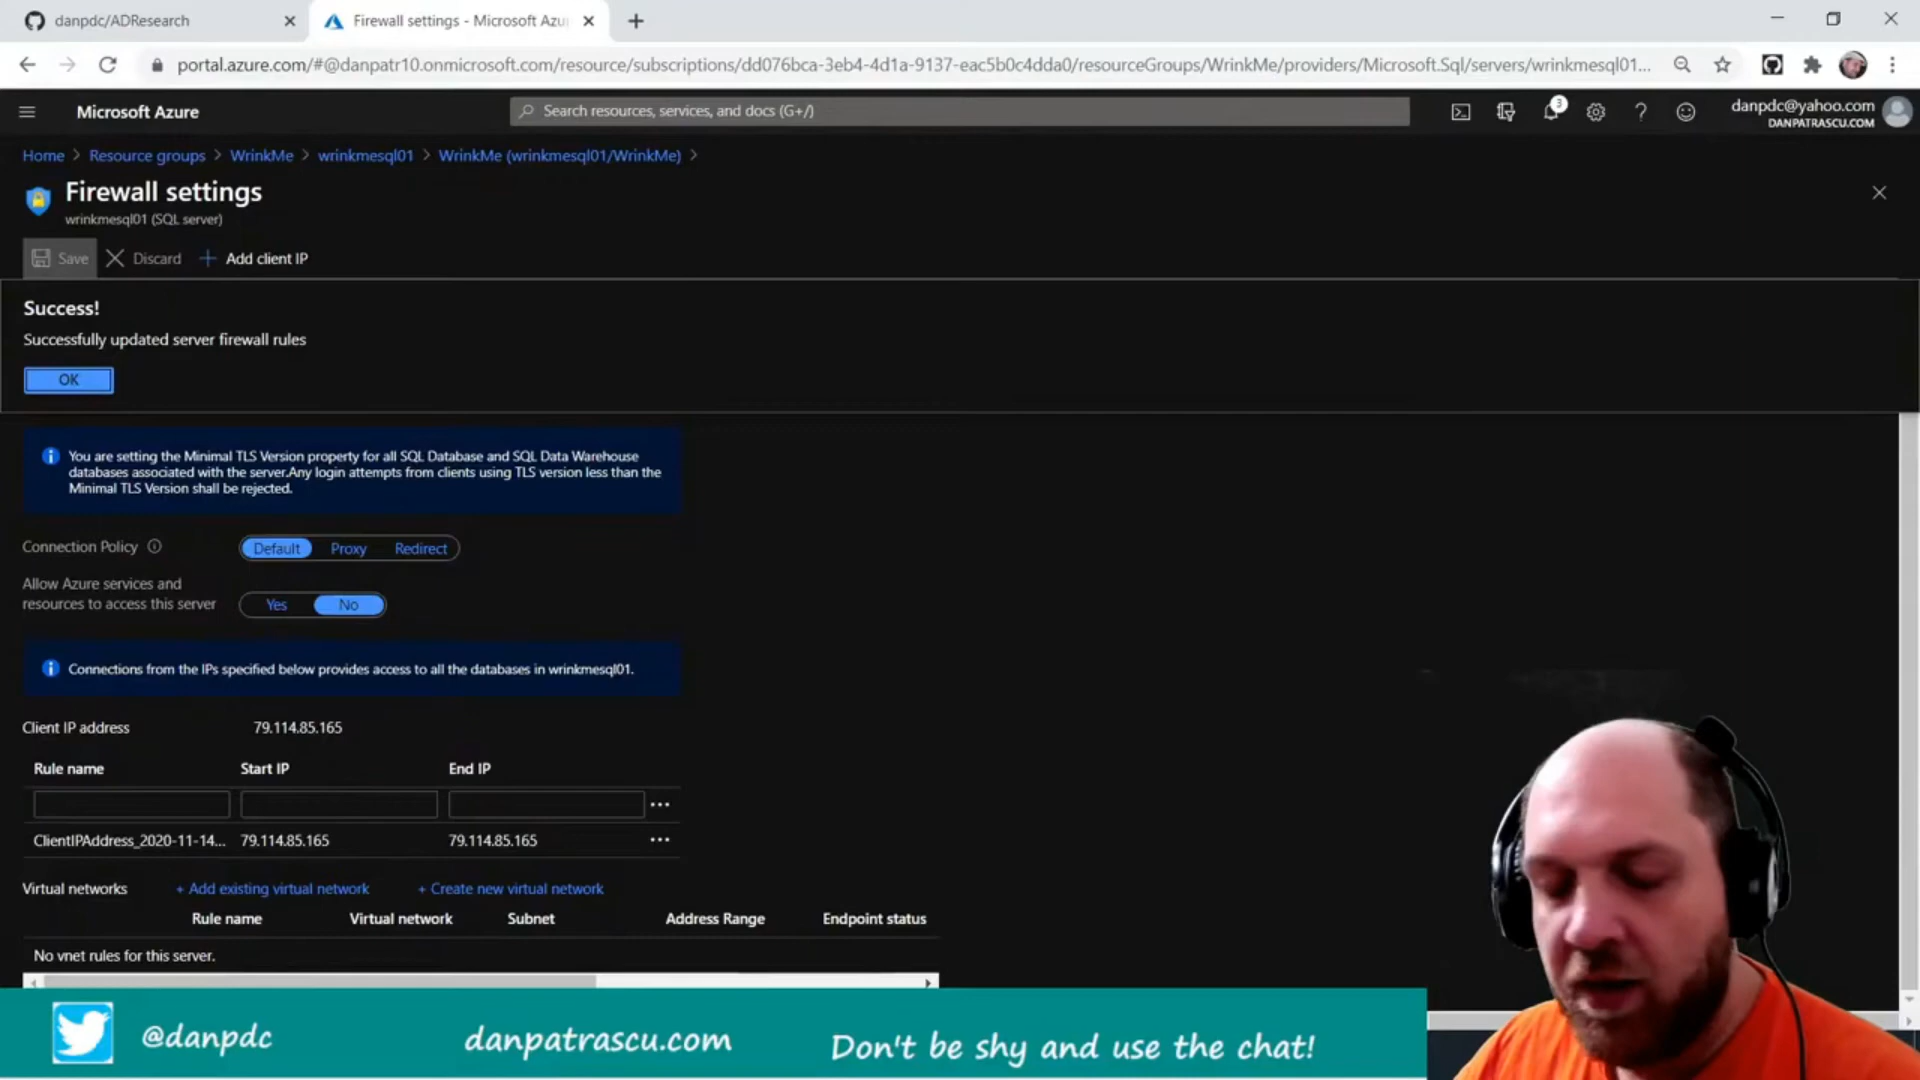 danpdc/ADResearch
Firewall settings - Microsoft Azu
portal.azure.com/#@danpatr10.onmicrosoft.com/resource/subscriptions/dd076bca-3eb4-4d1a-9137-eac5b0c4dda0/resourceGroups/WrinkMe/providers/Microsoft.Sql/servers/wrinkmesql01...
Microsoft Azure
Search resources, services, and docs (G+/)
3
danpdc@yahoo.com
DANPATRASCU.COM
Home > Resource groups > WrinkMe > wrinkmesql01 > WrinkMe (wrinkmesql01/WrinkMe) >
Firewall settings
wrinkmesql01 (SQL server)
Save Discard + Add client IP
Success!
Successfully updated server firewall rules
OK
You are setting the Minimal TLS Version property for all SQL Database and SQL Data Warehouse
databases associated with the server.Any login attempts from clients using TLS version less than the
Minimal TLS Version shall be rejected.
Connection Policy Default Proxy Redirect
Allow Azure services and
resources to access this server Yes No
Connections from the IPs specified below provides access to all the databases in wrinkmesql01.
Client IP address 79.114.85.165
Rule name Start IP End IP
...
ClientIPAddress_2020-11-14... 79.114.85.165 79.114.85.165 ...
Virtual networks + Add existing virtual network + Create new virtual network
Rule name Virtual network Subnet Address Range Endpoint status
No vnet rules for this server.
@danpdc danpatrascu.com Don't be shy and use the chat!